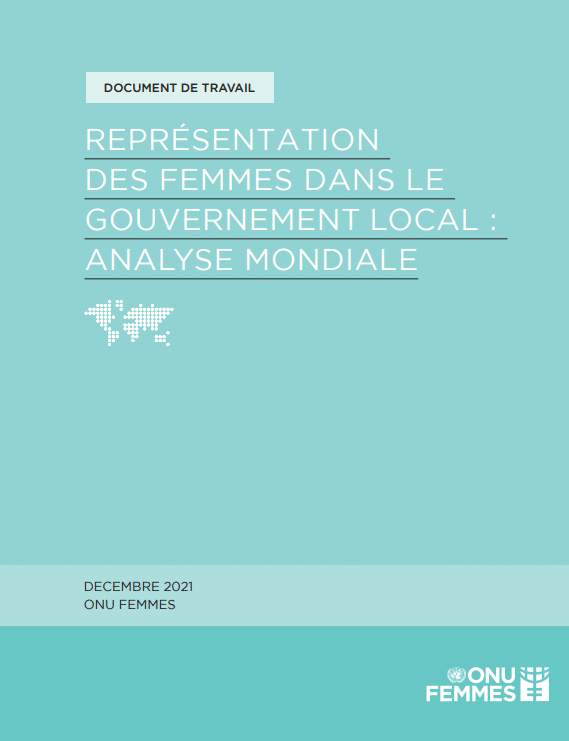 DOCUMENT DE TRAVAIL
REPRÉSENTATION
DES FEMMES DANS LE
GOUVERNEMENT LOCAL :
ANALYSE MONDIALE
DECEMBRE 2021
ONU FEMMES
ONU
FEMMES